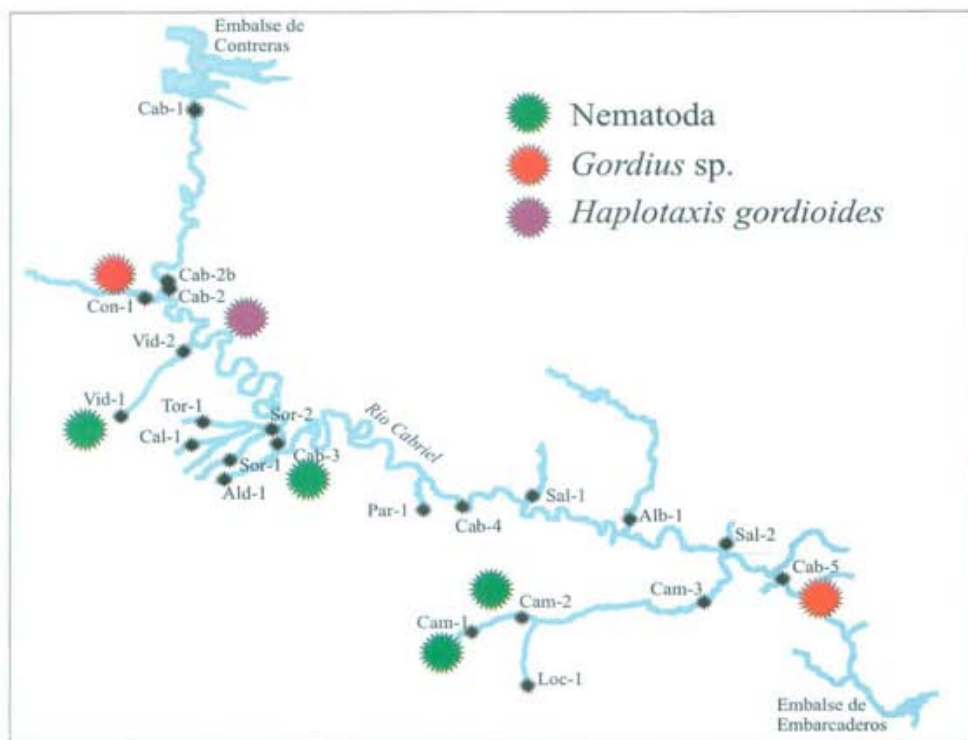 Embalse de
Contreras
Cab-1
Nematoda
Gordius sp.
Haplotaxis gordioides
Cab-2b
Cab-2
Con-1
Vid-2
Vid-1
Tor-1
Sor-2
Cal-1
Cab-3
Sor-1
Ald-1
Río Cabriel
Par-1
Cab-4
Sal-1
Alb-1
Sal-2
Cab-5
Cam-3
Cam-2
Cam-1
Loc-1
Embalse de
Embarcaderos